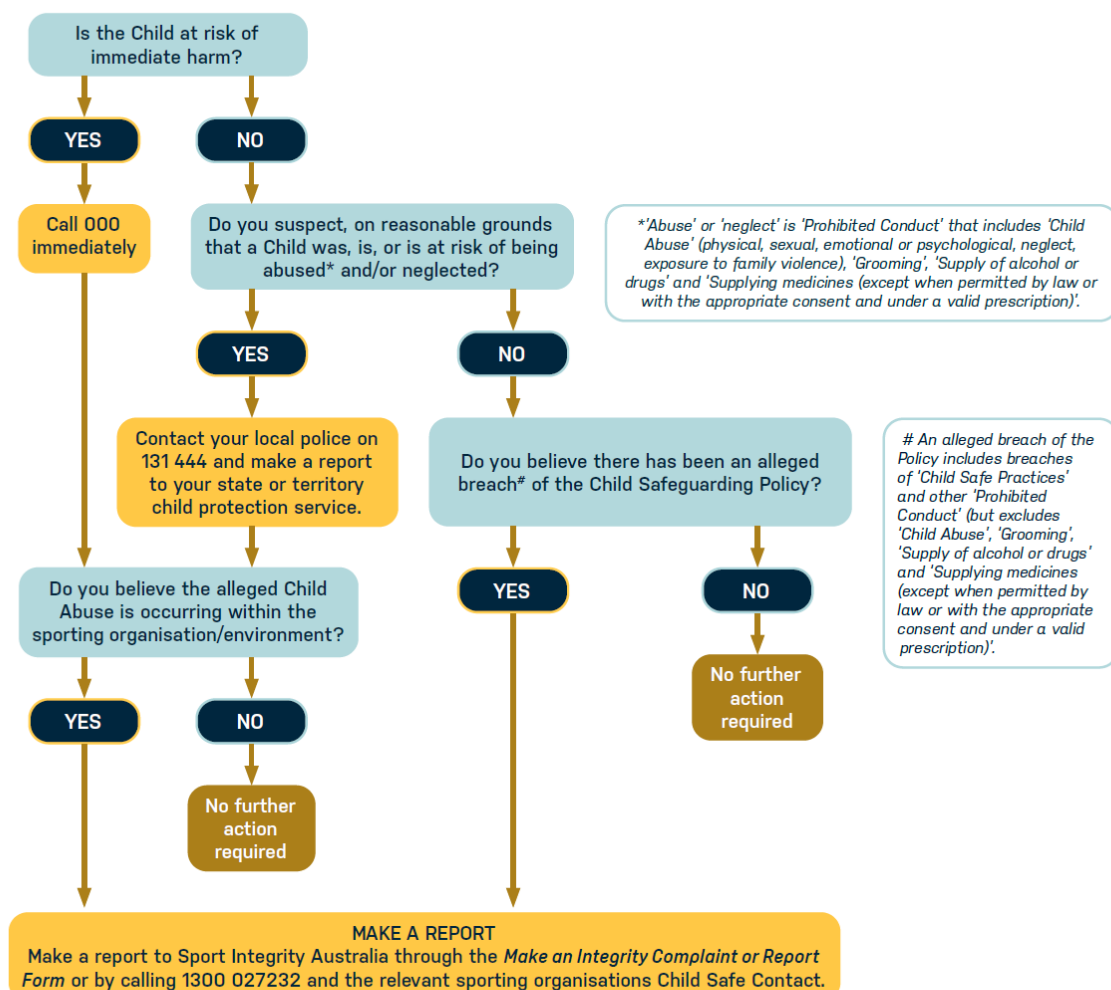 Is the Child at risk of
immediate harm?
YES
NO
Call 000
immediately
Do you suspect, on reasonable grounds
that a Child was, is, or is at risk of being
abused* and/or neglected?
*'Abuse' or 'neglect' is 'Prohibited Conduct' that includes 'Child
Abuse' (physical, sexual, emotional or psychological, neglect,
exposure to family violence), 'Grooming', 'Supply of alcohol or
drugs' and 'Supplying medicines (except when permitted by law or
with the appropriate consent and under a valid prescription)'.
YES
NO
Contact your local police on
131 444 and make a report
to your state or territory
child protection service.
Do you believe there has been an alleged
breach# of the Child Safeguarding Policy?
# An alleged breach of the
Policy includes breaches
of 'Child Safe Practices'
and other 'Prohibited
Conduct' (but excludes
'Child Abuse', 'Grooming',
'Supply of alcohol or drugs'
and 'Supplying medicines
(except when permitted by
law or with the appropriate
consent and under a valid
prescription)'.
Do you believe the alleged Child
Abuse is occurring within the
sporting organisation/environment?
YES
NO
No further
action
required
YES
NO
No further
action
required
MAKE A REPORT
Make a report to Sport Integrity Australia through the Make an Integrity Complaint or Report
Form or by calling 1300 027232 and the relevant sporting organisations Child Safe Contact.